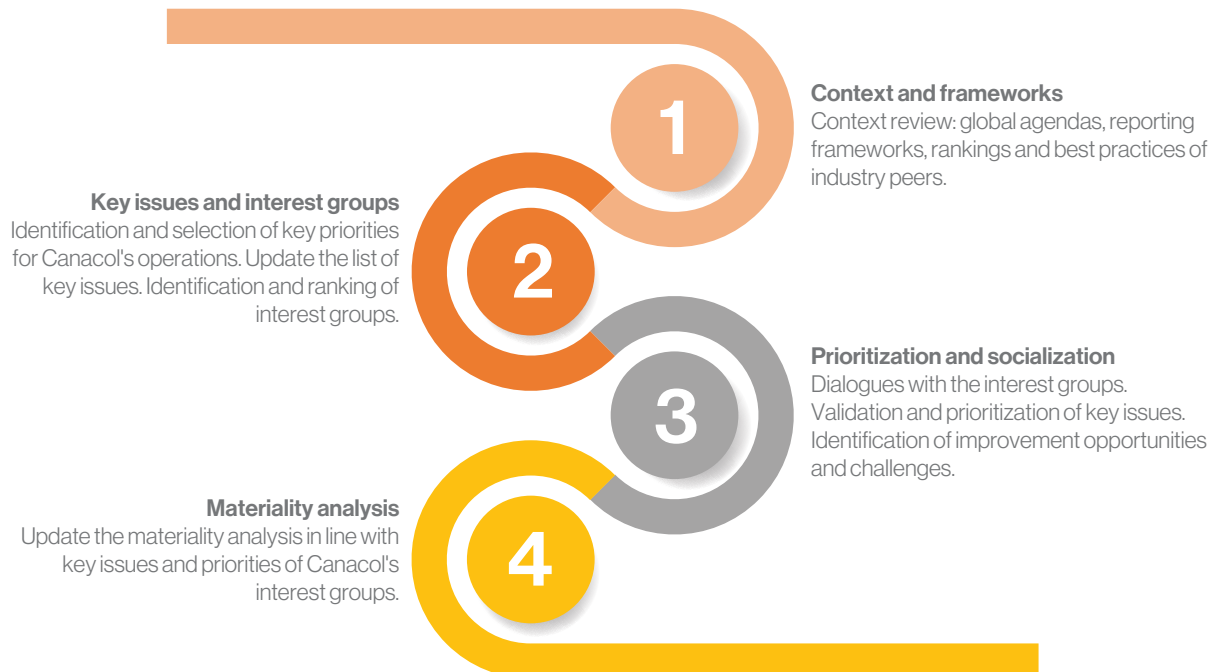 1
Context and frameworks
Context review: global agendas, reporting
frameworks, rankings and best practices of
industry peers.
Key issues and interest groups
Identification and selection of key priorities
for Canacol's operations. Update the list of
key issues. Identification and ranking of
interest groups.
2
3
Prioritization and socialization
Dialogues with the interest groups.
Validation and prioritization of key issues.
Identification of improvement opportunities
and challenges.
Materiality analysis
Update the materiality analysis in line with
key issues and priorities of Canacol's
interest groups.
4